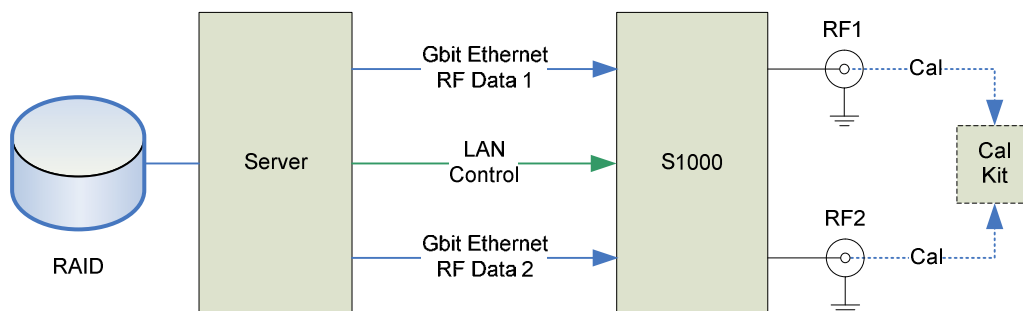 RF1
Gbit Ethernet
RF Data 1
Cal
RAID
Server
LAN
Control
S1000
Cal
Kit
RF2
Gbit Ethernet
RF Data 2
Cal